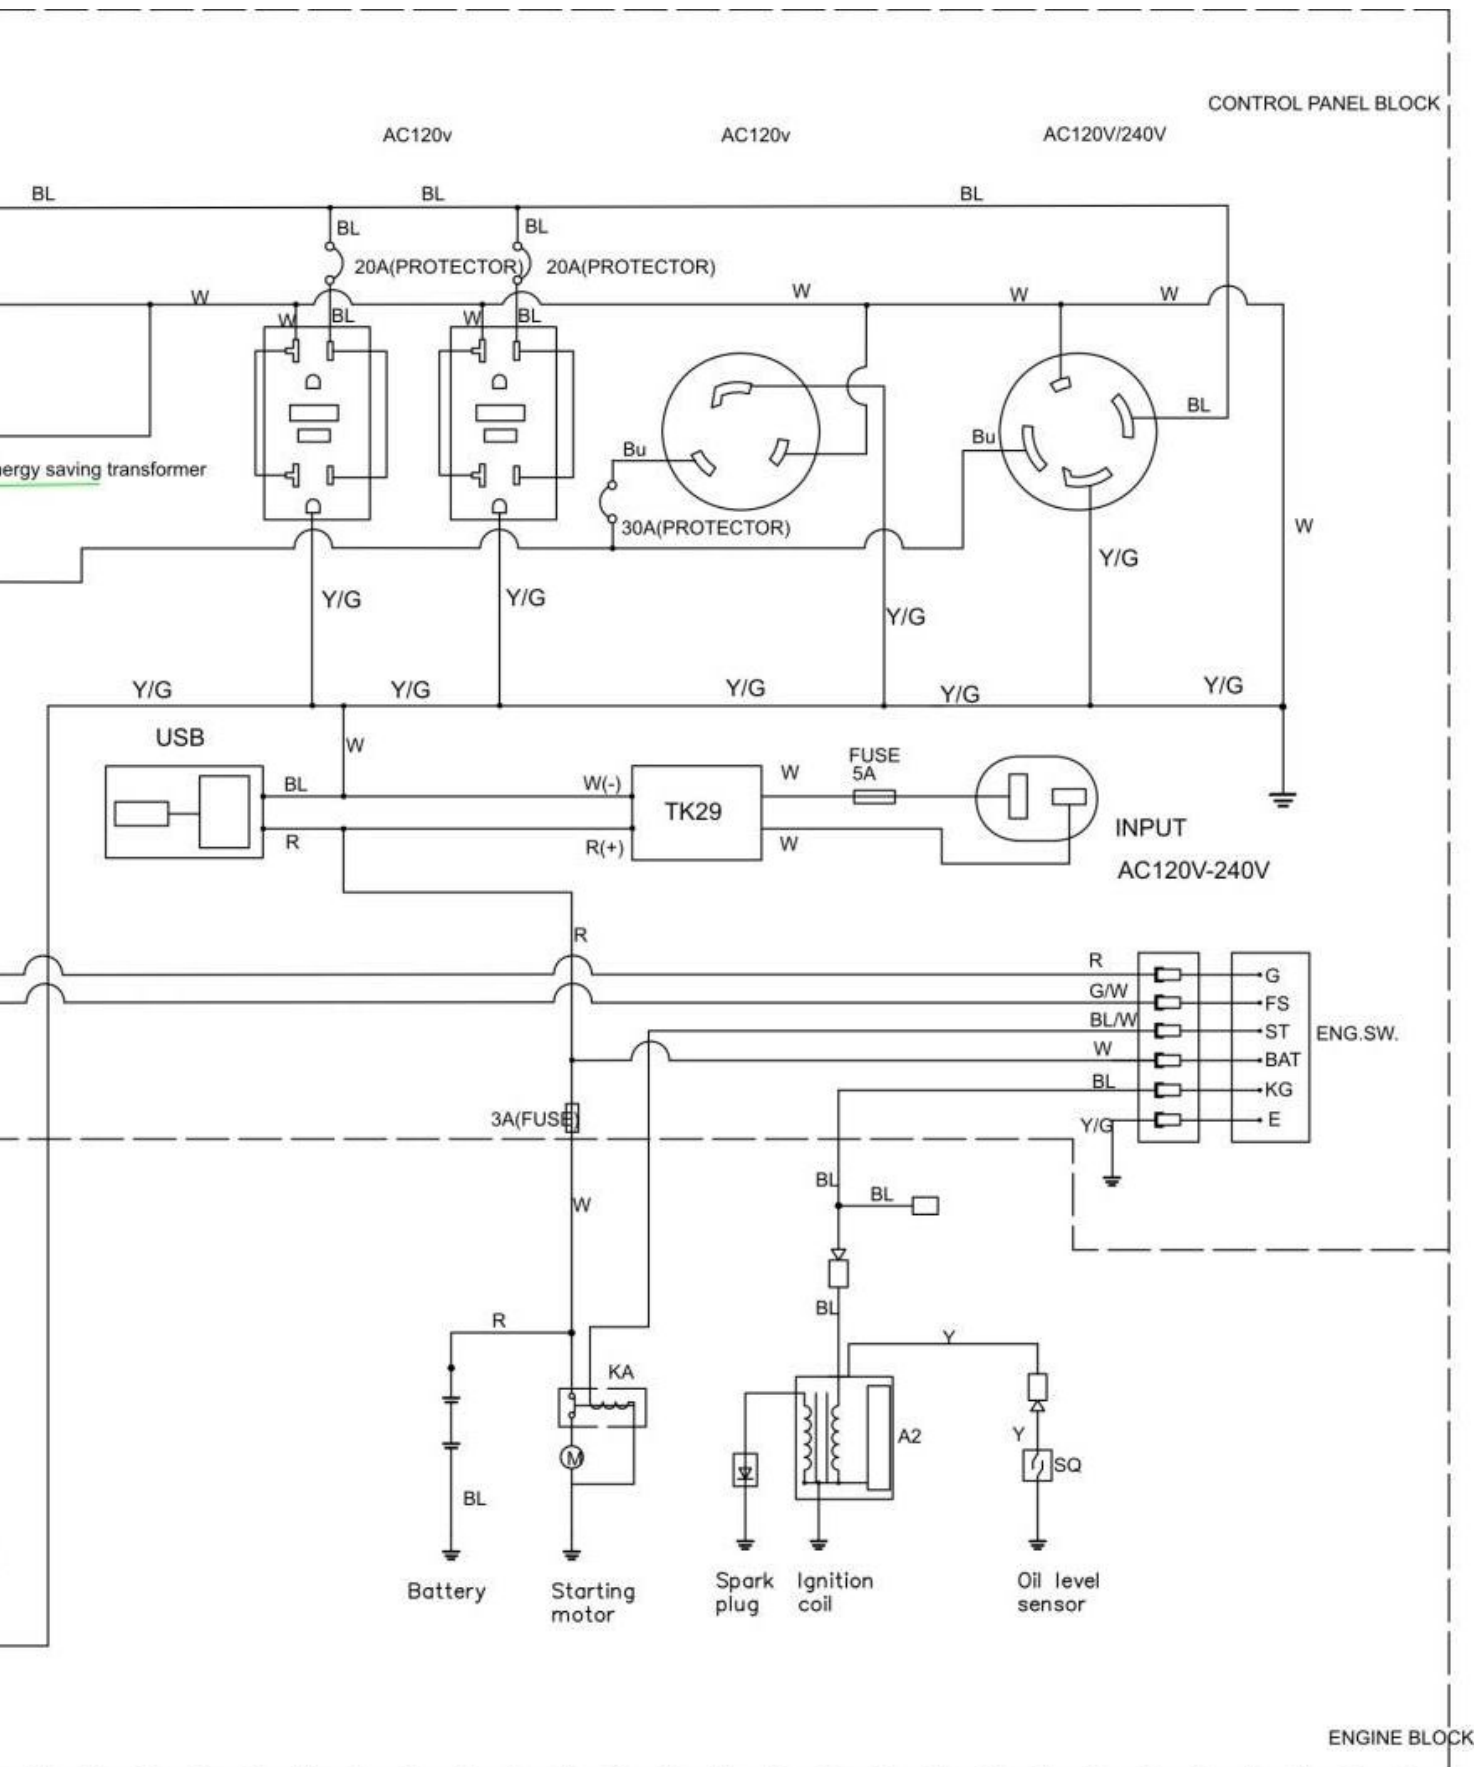 CONTROL PANEL BLOCK
AC120v
AC120v
AC120V/240V
BL
BL
BL
BL
BL
20A(PROTECTOR)
20A(PROTECTOR)
W
W
W
W
W
BL
W
BL
BL
Bu
Bu
nergy saving transformer
30A(PROTECTOR)
W
Y/G
Y/G
Y/G
Y/G
Y/G
Y/G
Y/G
Y/G
Y/G
USB
W
FUSE
5A
BL
W(-)
W
TK29
R
R(+)
W
INPUT
AC120V-240V
R
R
G
G/W
FS
BL/W
ST
ENG.SW.
W
BAT
BL
KG
3A(FUSE)
Y/G
E
BL
BL
W
BL
R
Y
KA
A2
Y
M
SQ
BL
Battery
Starting
motor
Spark
plug
Ignition
coil
Oil level
sensor
ENGINE BLOCK